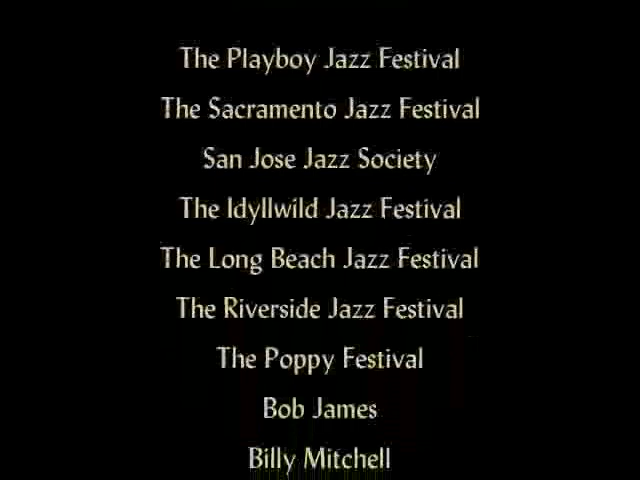 The Playboy Jazz Festival
The Sacramento Jazz Festival
San Jose Jazz Society
The Idyllwild Jazz Festival
The Long Beach Jazz Festival
The Riverside Jazz Festival
The Poppy Festival
Bob James
Billy Mitchell